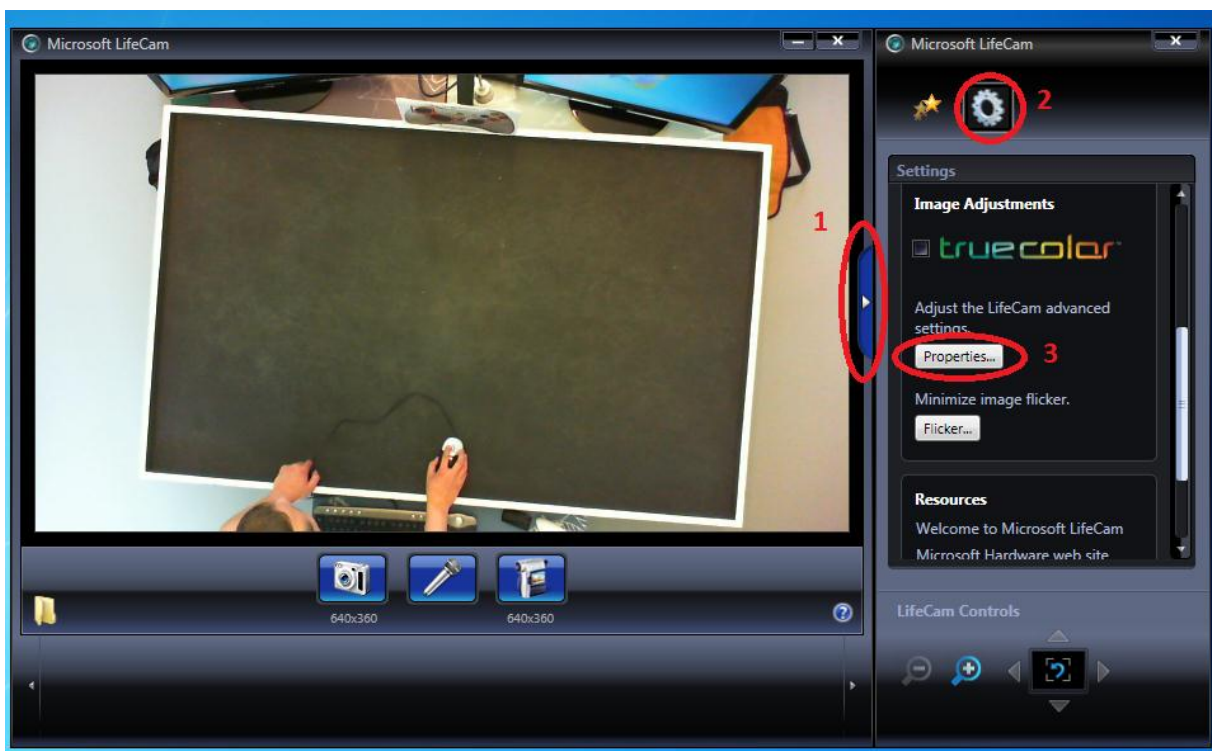 Microsoft LifeCam
1
640x360
640x360
Microsoft LifeCam
2
Settings
Image Adjustments
truecolor
Adjust the LifeCam advanced
settings.
Properties...
3
Minimize image flicker.
Flicker...
Resources
Welcome to Microsoft LifeCam
Microsoft Hardware web site
LifeCam Controls